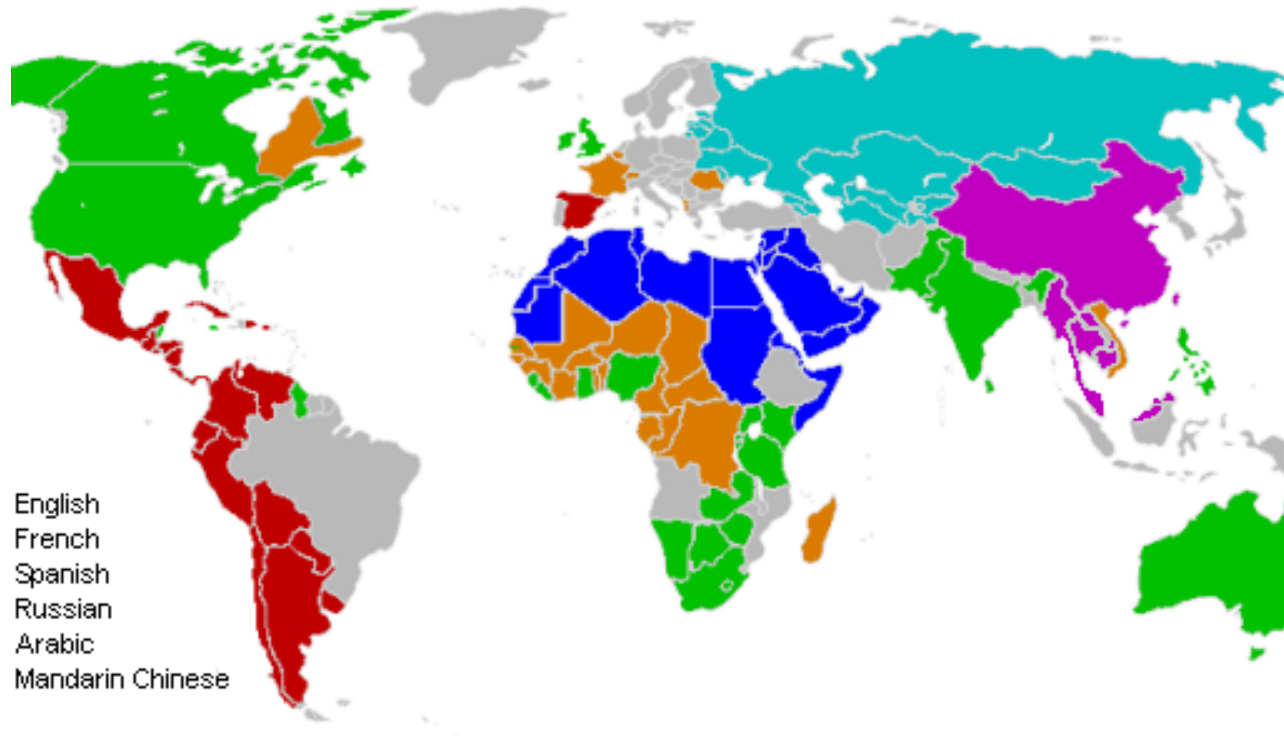 English
French
Spanish
Russian
Arabic
Mandarin Chinese